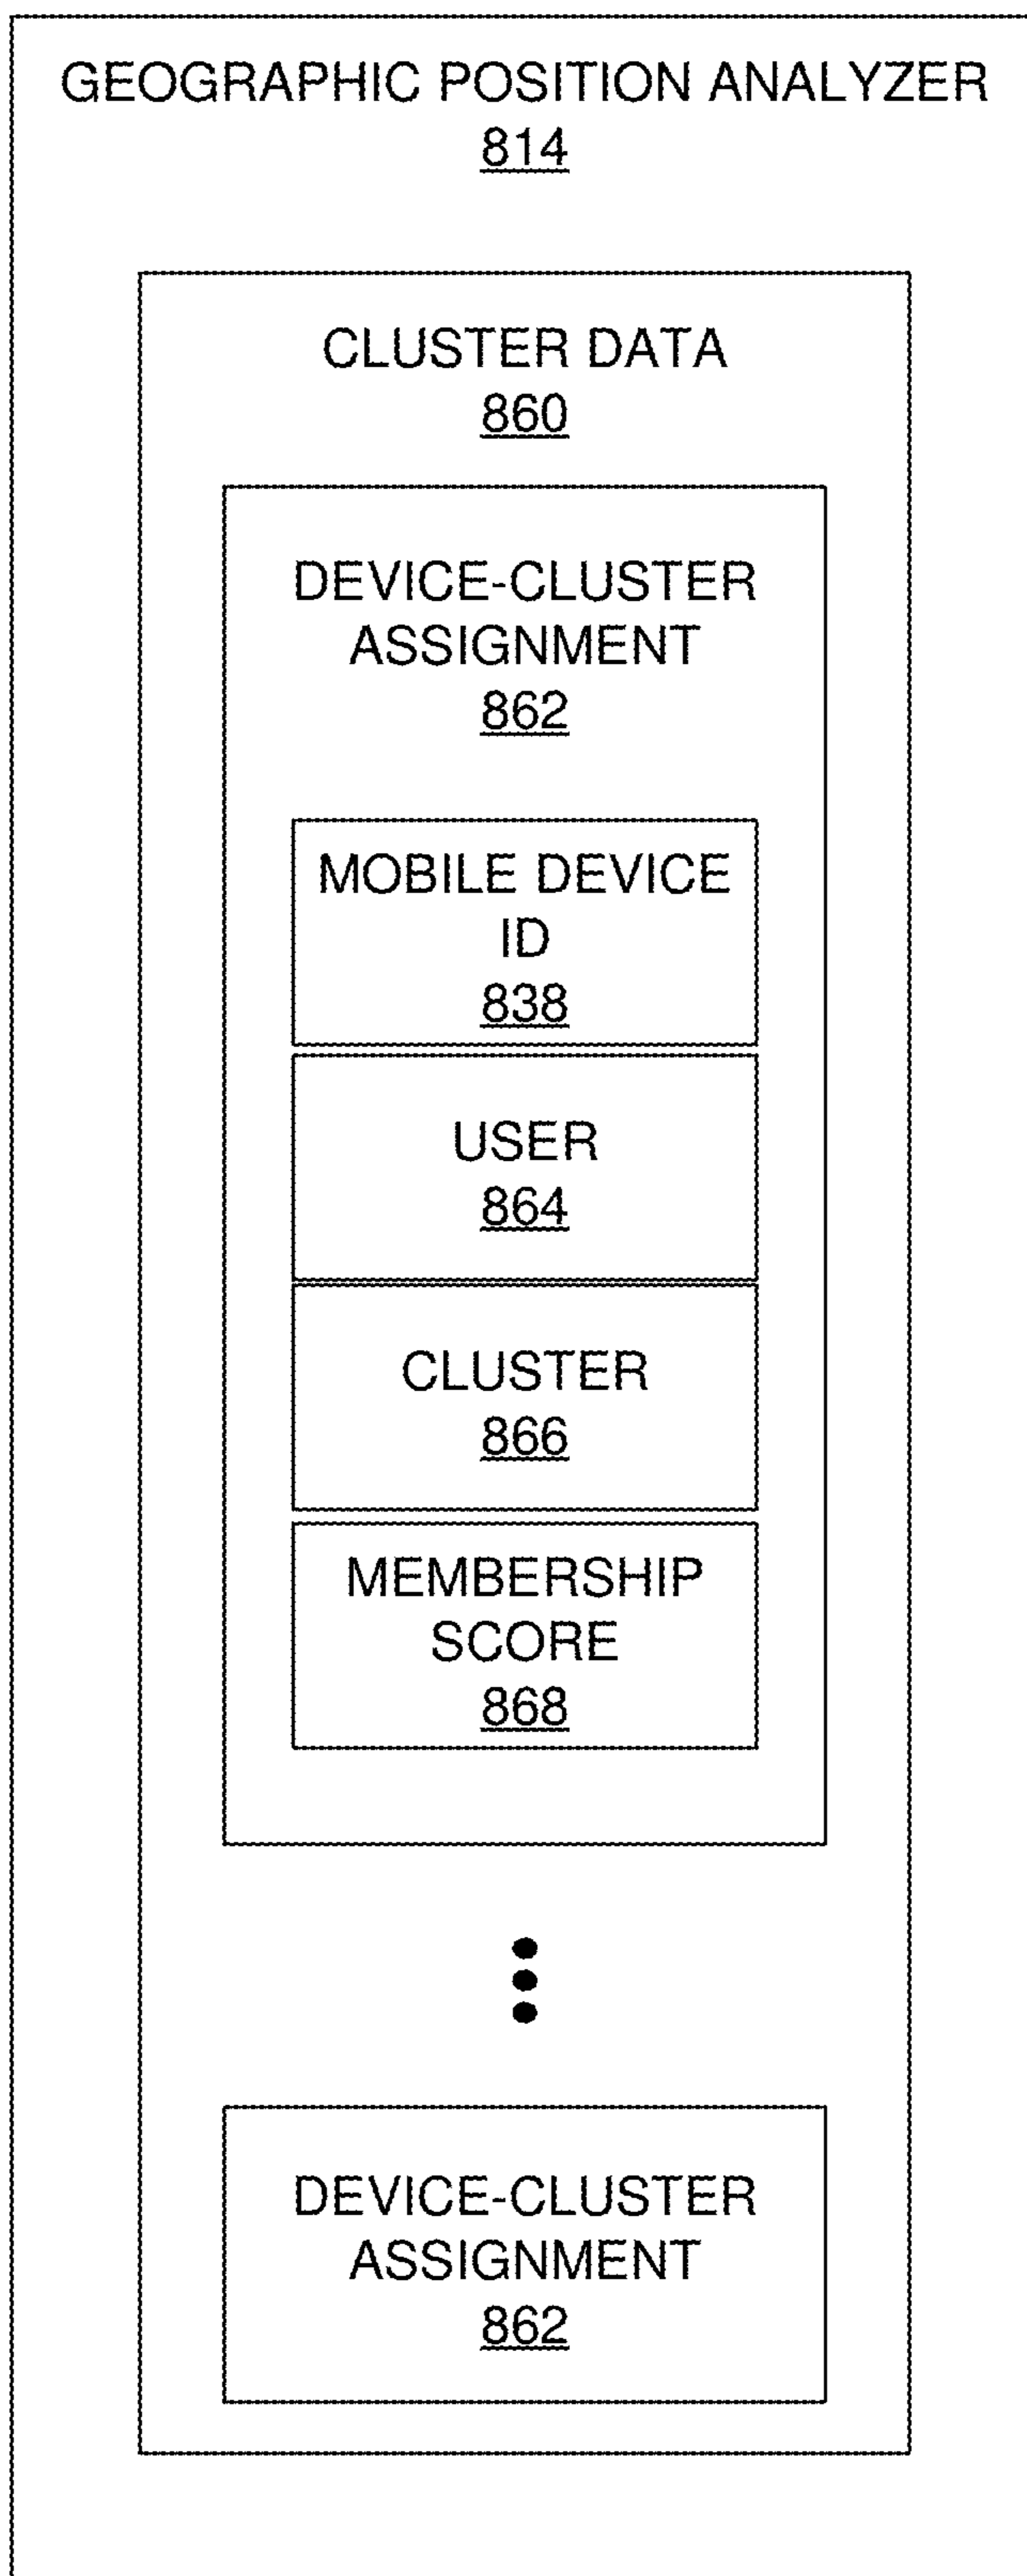 GEOGRAPHIC POSITION ANALYZER
814
CLUSTER DATA
860
DEVICE-CLUSTER
ASSIGNMENT
862
MOBILE DEVICE
ID
838
USER
864
CLUSTER
866
MEMBERSHIP
SCORE
868
DEVICE-CLUSTER
ASSIGNMENT
862